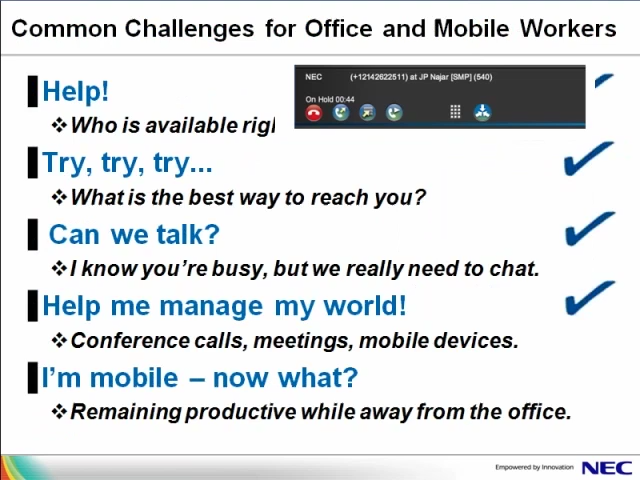 Common Challenges for Office and Mobile Workers
Help!
NEC (+12142622511) at JP Najar [SMP] (540)
On Hold 00:44
Who is available
Try, try, try...
What is the best way to reach you?
Can we talk?
I know you’re busy, but we really need to chat.
Help me manage my world!
Conference calls, meetings, mobile devices.
I’m mobile – now what?
Remaining productive while away from the office.
Empowered by Innovation NEC